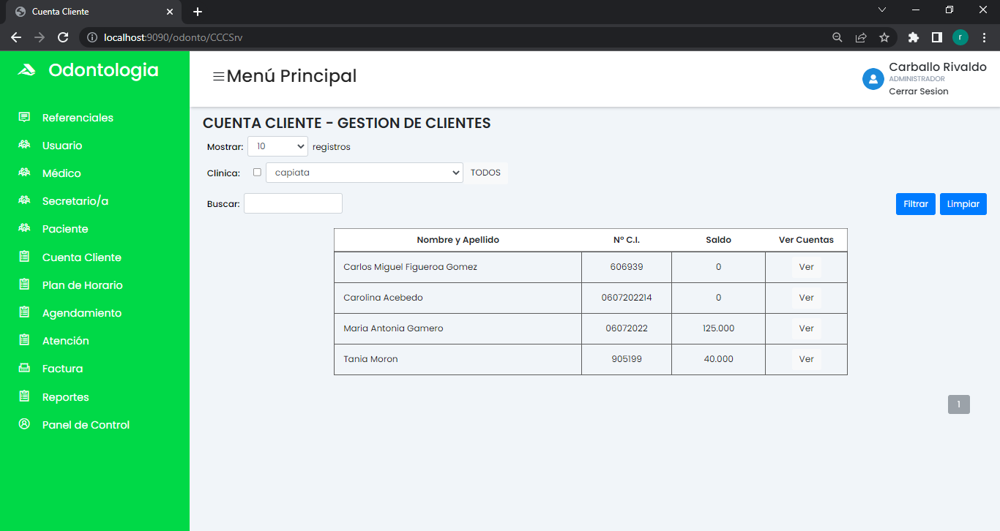 Cuenta Cliente
localhost:9090/odonto/CCCSrv
r
Odontologia
Menú Principal
Carballo Rivaldo
ADMINISTRADOR
Cerrar Sesion
Referenciales
Usuario
Médico
Secretario/a
Paciente
Cuenta Cliente
Plan de Horario
Agendamiento
Atención
Factura
Reportes
Panel de Control
CUENTA CLIENTE - GESTION DE CLIENTES
Mostrar: 10 registros
Clinica: capiata TODOS
Buscar: Filtrar Limpiar
Nombre y Apellido Nº C.I. Saldo Ver Cuentas
Carlos Miguel Figueroa Gomez 606939 0 Ver
Carolina Acebedo 0607202214 0 Ver
Maria Antonia Gamero 06072022 125.000 Ver
Tania Moron 905199 40.000 Ver
1